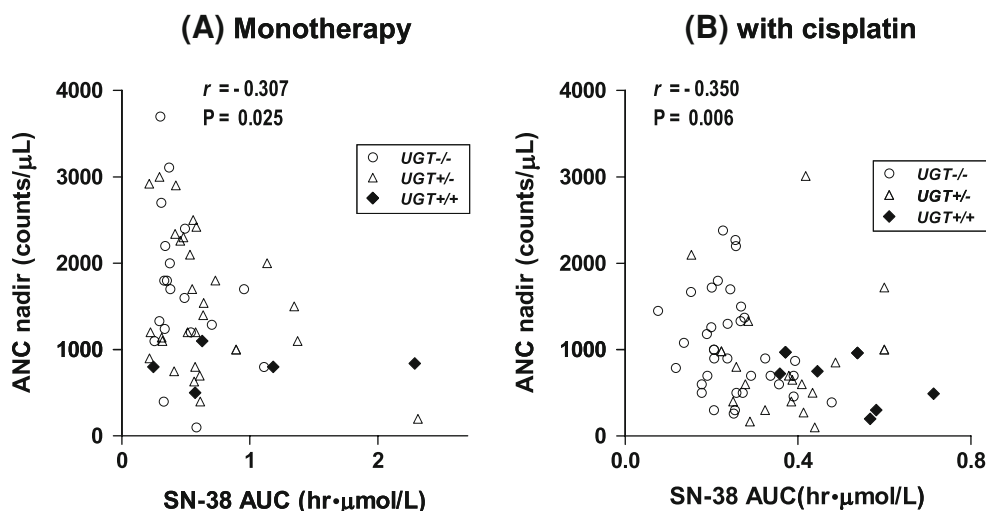 (A) Monotherapy
r = - 0.307
P = 0.025
4000
3000
2000
1000
0
ANC nadir (counts/μL)
UGT-/-
UGT+/-
UGT+/+
0
1
2
SN-38 AUC (hr·μmol/L)
(B) with cisplatin
r = - 0.350
P = 0.006
4000
3000
2000
1000
0
ANC nadir (counts/μL)
UGT-/-
UGT+/-
UGT+/+
0.0
0.4
0.8
SN-38 AUC(hr·μmol/L)